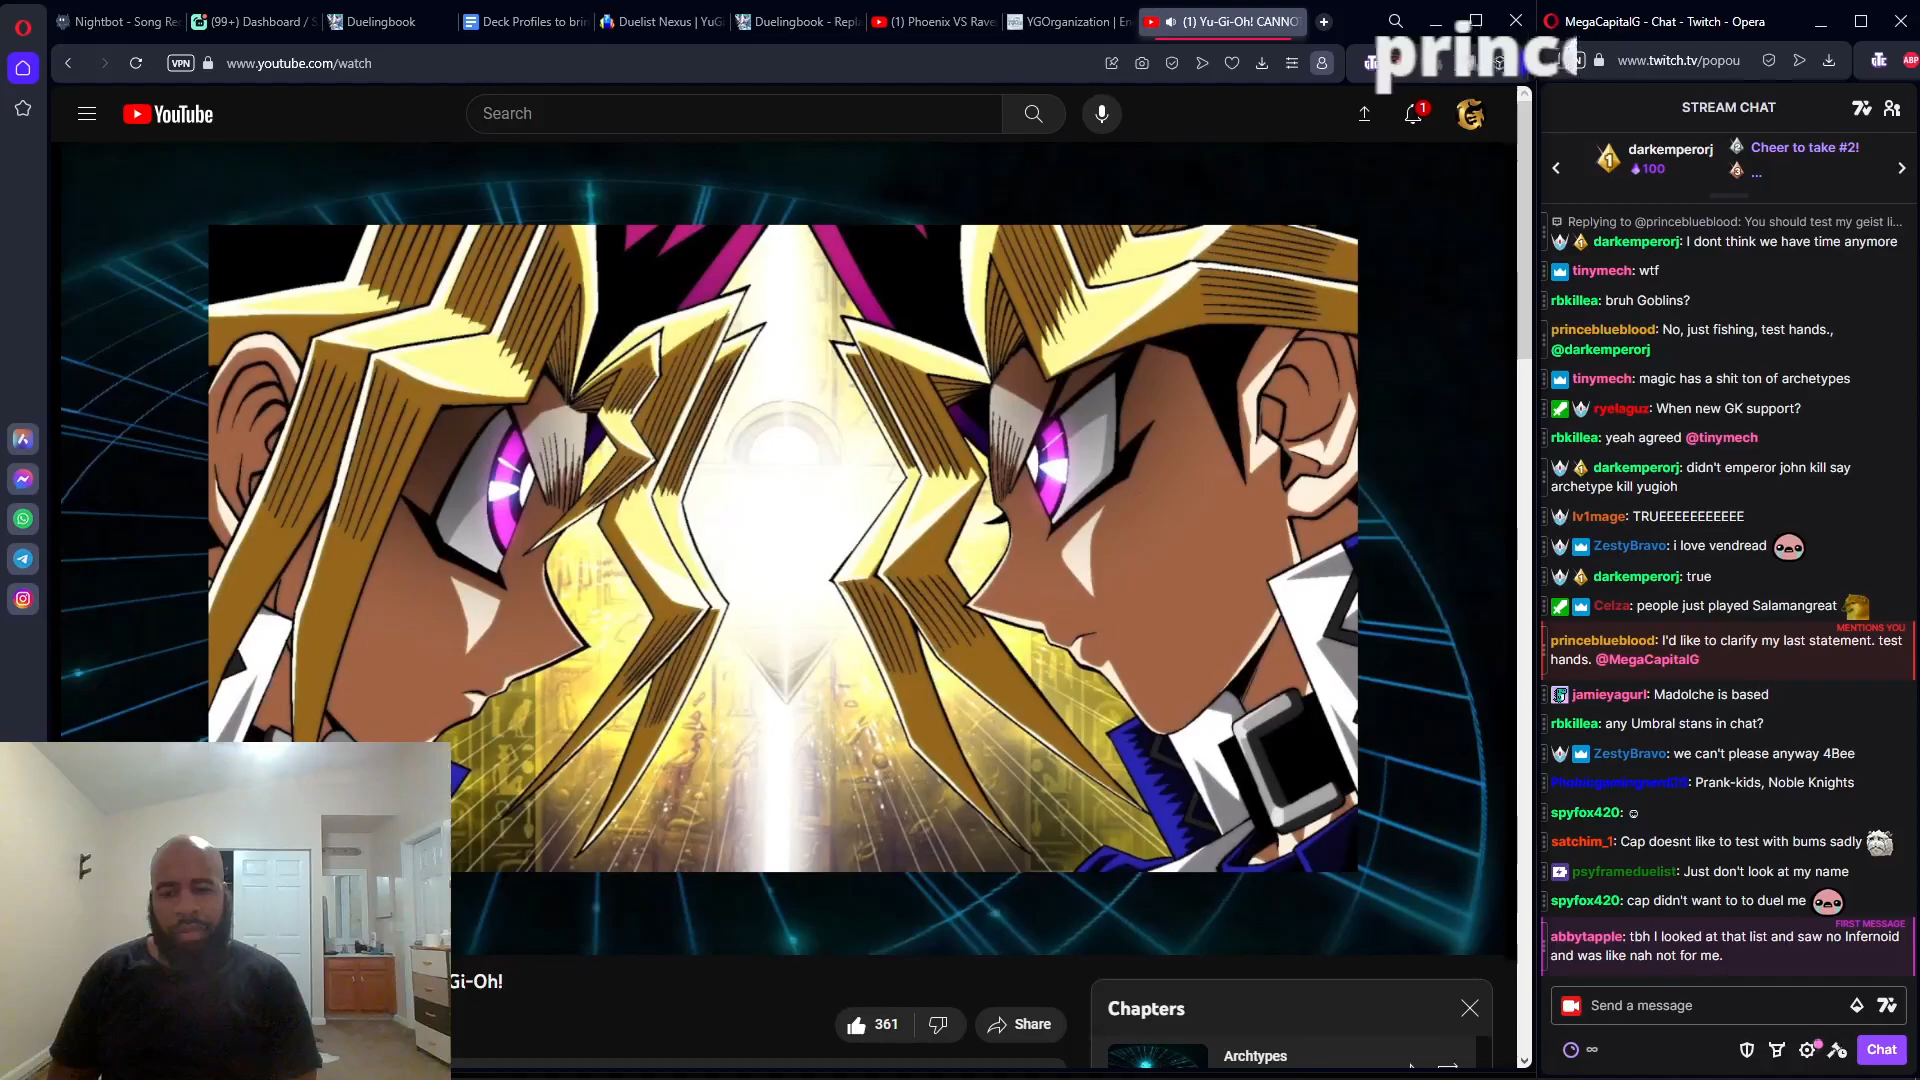 Nightbot - Song Re
(99+) Dashboard / S
Duelingbook
Deck Profiles to brin
Duelist Nexus | YuG
Duelingbook - Repla
(1) Phoenix VS Rave
YGOrganization | En
(1) Yu-Gi-Oh! CANNOT
MegaCapitalG - Chat - Twitch - Opera
princ
VPN
www.youtube.com/watch
www.twitch.tv/popou
ABP
YouTube
Search
1
STREAM CHAT
1
darkemperorj
100
2
Cheer to take #2!
3
...
Replying to @princeblueblood: You should test my geist li...
darkemperorj: I dont think we have time anymore
tinymech: wtf
rbkillea: bruh Goblins?
princeblueblood: No, just fishing, test hands.,
@darkemperorj
tinymech: magic has a shit ton of archetypes
ryelaguz: When new GK support?
rbkillea: yeah agreed @tinymech
darkemperorj: didn't emperor john kill say
archetype kill yugioh
lv1mage: TRUEEEEEEEEEEE
ZestyBravo: i love vendread
darkemperorj: true
Celza: people just played Salamangreat
MENTIONS YOU
princeblueblood: I'd like to clarify my last statement. test
hands. @MegaCapitalG
jamieyagurl: Madolche is based
rbkillea: any Umbral stans in chat?
ZestyBravo: we can't please anyway 4Bee
: Prank-kids, Noble Knights
spyfox420:
satchim_1: Cap doesnt like to test with bums sadly
psyframeduelist: Just don't look at my name
spyfox420: cap didn't want to to duel me
FIRST MESSAGE
abbytapple: tbh I looked at that list and saw no Infernoid
and was like nah not for me.
Gi-Oh!
361
Share
Chapters
Archtypes
Send a message
Chat